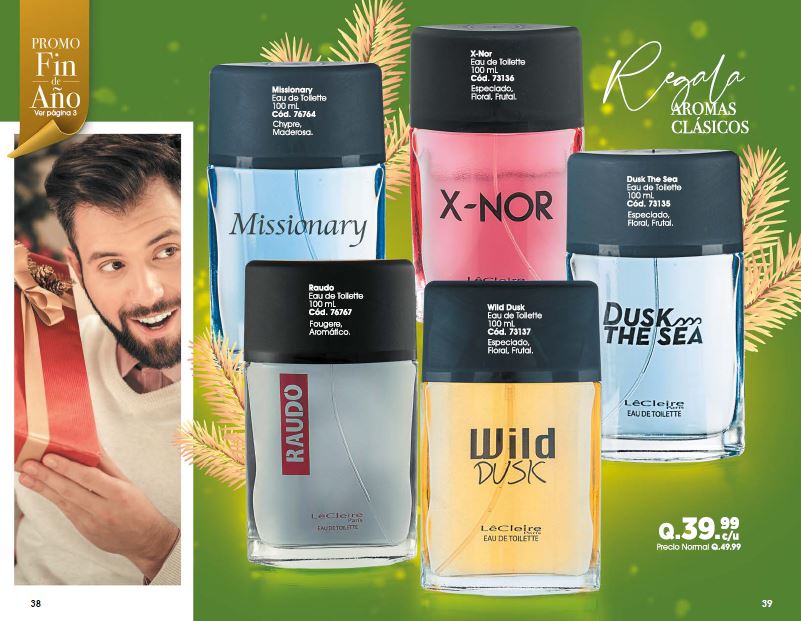 PROMO
Fin
de
Año
Ver página 3
Regala
AROMAS
CLÁSICOS
Missionary
Eau de Toilette
100 mL
Cód. 76764
Chypre,
Maderosa.
Missionary
X-Nor
Eau de Toilette
100 mL
Cód. 73136
Especiado,
Floral, Frutal.
X-NOR
LêCleire
Dusk The Sea
Eau de Toilette
100 mL
Cód. 73135
Especiado,
Floral, Frutal.
DUSK
THE SEA
LêCleire
Paris
EAU DE TOILETTE
Raudo
Eau de Toilette
100 mL
Cód. 76767
Fougere,
Aromático.
RAUDO
LêCleire
Paris
EAU DE TOILETTE
Wild Dusk
Eau de Toilette
100 mL
Cód. 73137
Especiado,
Floral, Frutal.
Wild
DUSK
LêCleire
Paris
EAU DE TOILETTE
Q.39.99 c/u
Precio Normal Q.49.99
38
39